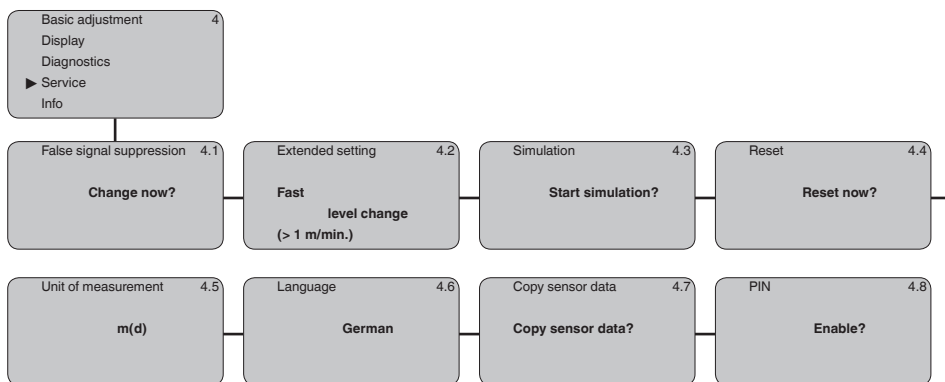 Basic adjustment 4
Display
Diagnostics
▶ Service
Info
False signal suppression 4.1
Change now?
Extended setting 4.2
Fast
level change
(> 1 m/min.)
Simulation 4.3
Start simulation?
Reset 4.4
Reset now?
Unit of measurement 4.5
m(d)
Language 4.6
German
Copy sensor data 4.7
Copy sensor data?
PIN 4.8
Enable?